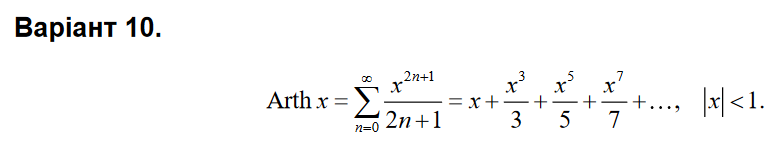 Варіант 10.
Arth x = ∑_{n=0}^{∞} x^{2n+1}/(2n+1) = x + x^3/3 + x^5/5 + x^7/7 + …, |x| < 1.